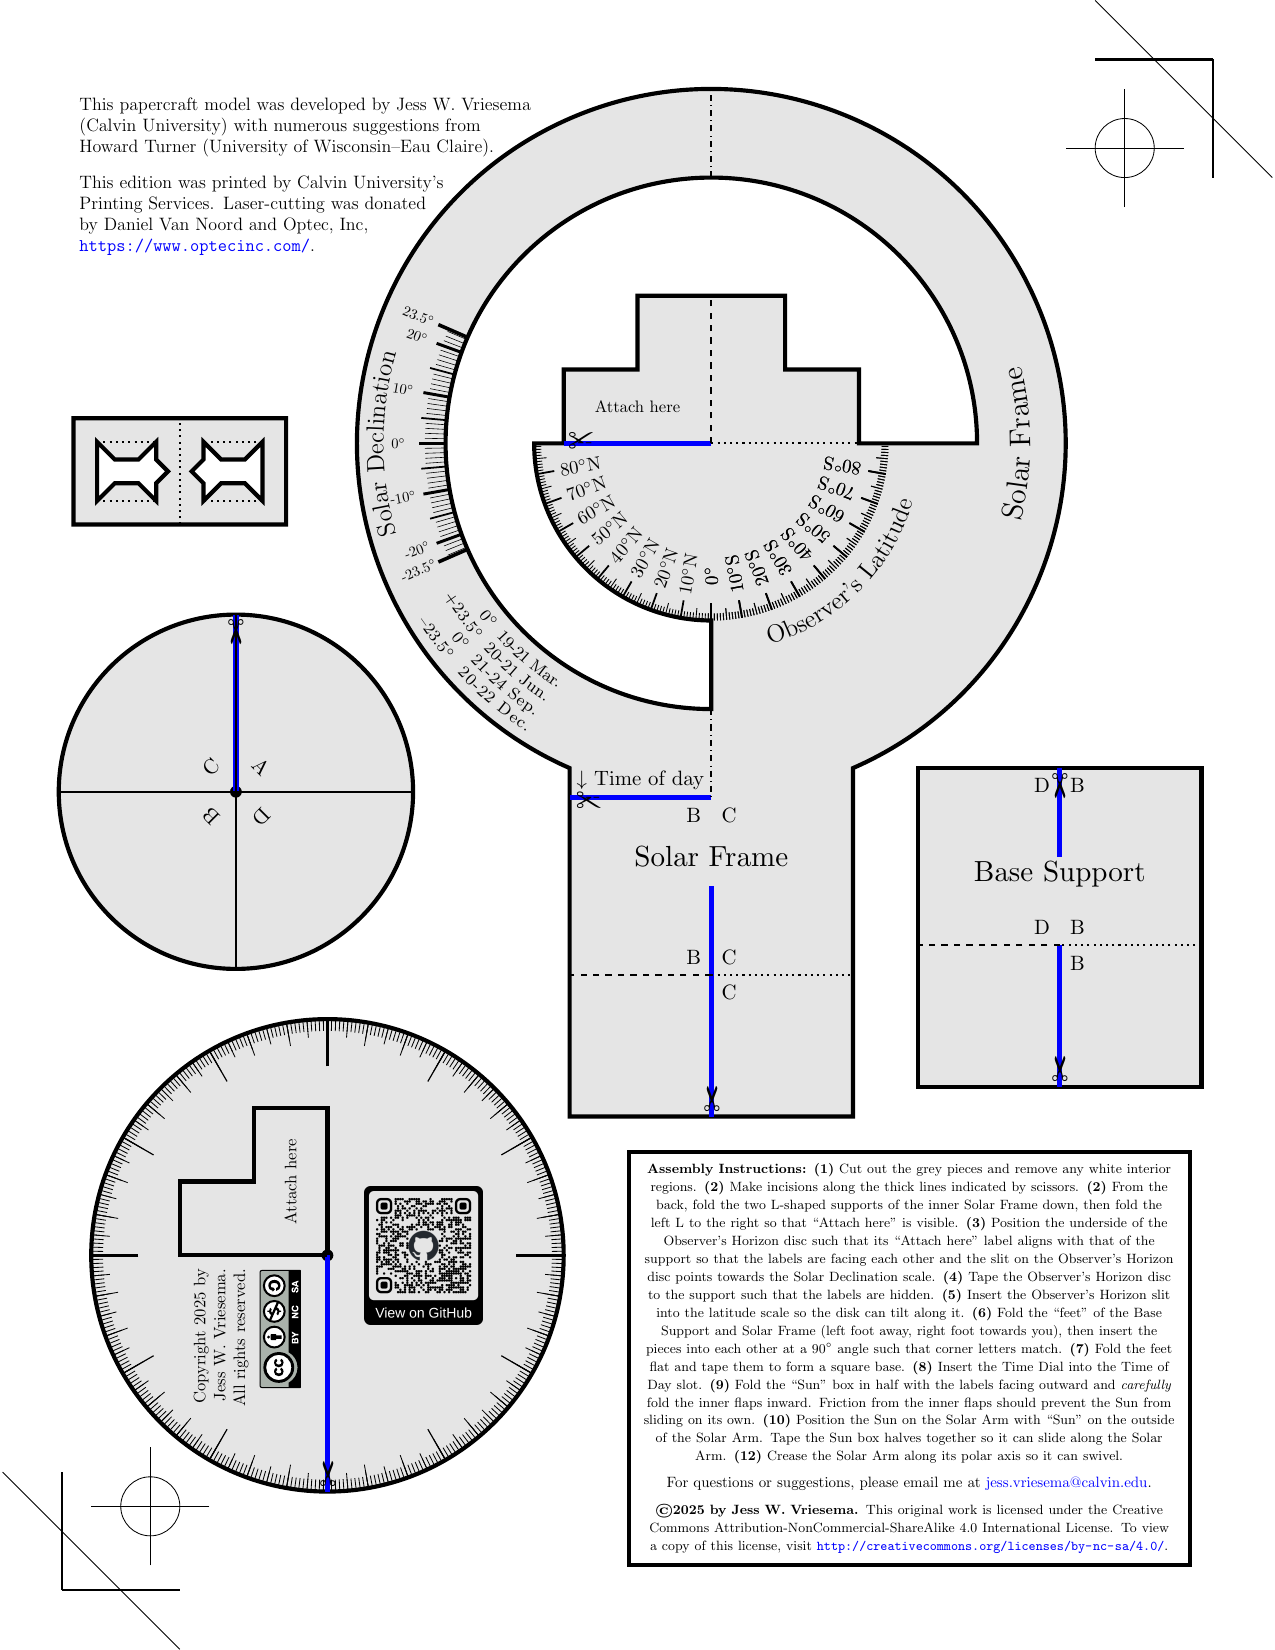 This papercraft model was developed by Jess W. Vriesema
(Calvin University) with numerous suggestions from
Howard Turner (University of Wisconsin–Eau Claire).
This edition was printed by Calvin University's
Printing Services. Laser-cutting was donated
by Daniel Van Noord and Optec, Inc,
https://www.optecinc.com/.
Solar Declination
23.5°
20°
10°
0°
-10°
-20°
-23.5°
0° 19-21 Mar.
+23.5° 20-21 Jun.
0° 21-24 Sep.
−23.5° 20-22 Dec.
Attach here
80°N
70°N
60°N
50°N
40°N
30°N
20°N
10°N
0°
10°S
20°S
30°S
40°S
50°S
60°S
70°S
80°S
Observer's Latitude
Solar Frame
C A
B D
↓ Time of day
B C
Solar Frame
B C
C
D B
Base Support
D B
B
Attach here
Copyright 2025 by
Jess W. Vriesema.
All rights reserved.
cc
BY NC SA
View on GitHub
Assembly Instructions: (1) Cut out the grey pieces and remove any white interior
regions. (2) Make incisions along the thick lines indicated by scissors. (2) From the
back, fold the two L-shaped supports of the inner Solar Frame down, then fold the
left L to the right so that “Attach here” is visible. (3) Position the underside of the
Observer's Horizon disc such that its “Attach here” label aligns with that of the
support so that the labels are facing each other and the slit on the Observer's Horizon
disc points towards the Solar Declination scale. (4) Tape the Observer's Horizon disc
to the support such that the labels are hidden. (5) Insert the Observer's Horizon slit
into the latitude scale so the disk can tilt along it. (6) Fold the “feet” of the Base
Support and Solar Frame (left foot away, right foot towards you), then insert the
pieces into each other at a 90° angle such that corner letters match. (7) Fold the feet
flat and tape them to form a square base. (8) Insert the Time Dial into the Time of
Day slot. (9) Fold the “Sun” box in half with the labels facing outward and carefully
fold the inner flaps inward. Friction from the inner flaps should prevent the Sun from
sliding on its own. (10) Position the Sun on the Solar Arm with “Sun” on the outside
of the Solar Arm. Tape the Sun box halves together so it can slide along the Solar
Arm. (12) Crease the Solar Arm along its polar axis so it can swivel.
For questions or suggestions, please email me at jess.vriesema@calvin.edu.
©2025 by Jess W. Vriesema. This original work is licensed under the Creative
Commons Attribution-NonCommercial-ShareAlike 4.0 International License. To view
a copy of this license, visit http://creativecommons.org/licenses/by-nc-sa/4.0/.